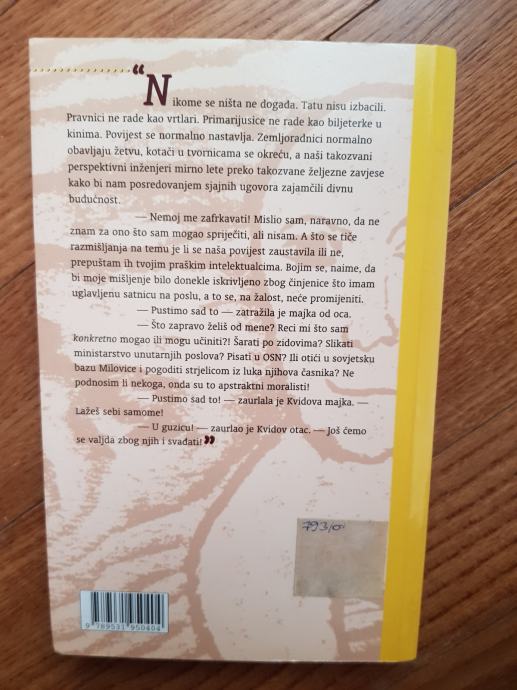 “Nikome se ništa ne događa. Tatu nisu izbacili.
Pravnici ne rade kao vrtlari. Primarijusice ne rade kao biljeterke u
kinima. Povijest se normalno nastavlja. Zemljoradnici normalno
obavljaju žetvu, kotači u tvornicama se okreću, a naši takozvani
perspektivni inženjeri mirno lete preko takozvane željezne zavjese
kako bi nam posredovanjem sjajnih ugovora zajamčili divnu
budućnost.
— Nemoj me zafrkavati! Mislio sam, naravno, da ne
znam za ono što sam mogao spriječiti, ali nisam. A što se tiče
razmišljanja na temu je li se naša povijest zaustavila ili ne,
prepuštam ih tvojim praškim intelektualcima. Bojim se, naime, da
bi moje mišljenje bilo donekle iskrivljeno zbog činjenice što imam
uglavljenu satnicu na poslu, a to se, na žalost, neće promijeniti.
— Pustimo sad to — zatražila je majka od oca.
— Što zapravo želiš od mene? Reci mi što sam
konkretno mogao ili mogu učiniti?! Šarati po zidovima? Slikati
ministarstvo unutarnjih poslova? Pisati u OSN? Ili otići u sovjetsku
bazu Milovice i pogoditi strjelicom iz luka njihova časnika? Ne
podnosim li nekoga, onda su to apstraktni moralisti!
— Pustimo sad to! — zaurlala je Kvidova majka. —
Lažeš sebi samome!
— U guzicu! — zaurlao je Kvidov otac. — Još ćemo
se valjda zbog njih i svađati!”
9 789531 950404